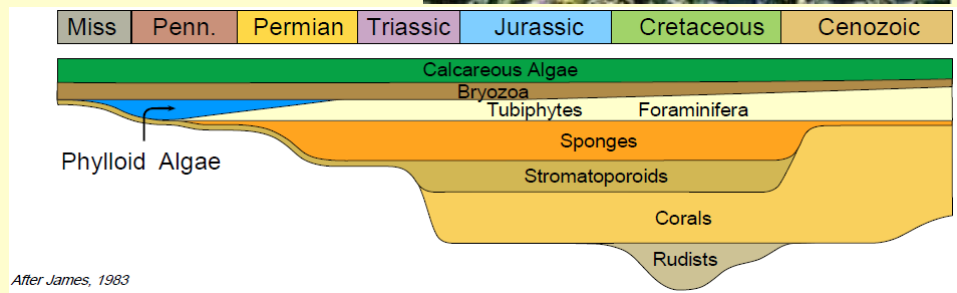 Miss Penn. Permian Triassic Jurassic Cretaceous Cenozoic
Calcareous Algae
Bryozoa
Tubiphytes Foraminifera
Phylloid Algae
Sponges
Stromatoporoids
Corals
Rudists
After James, 1983